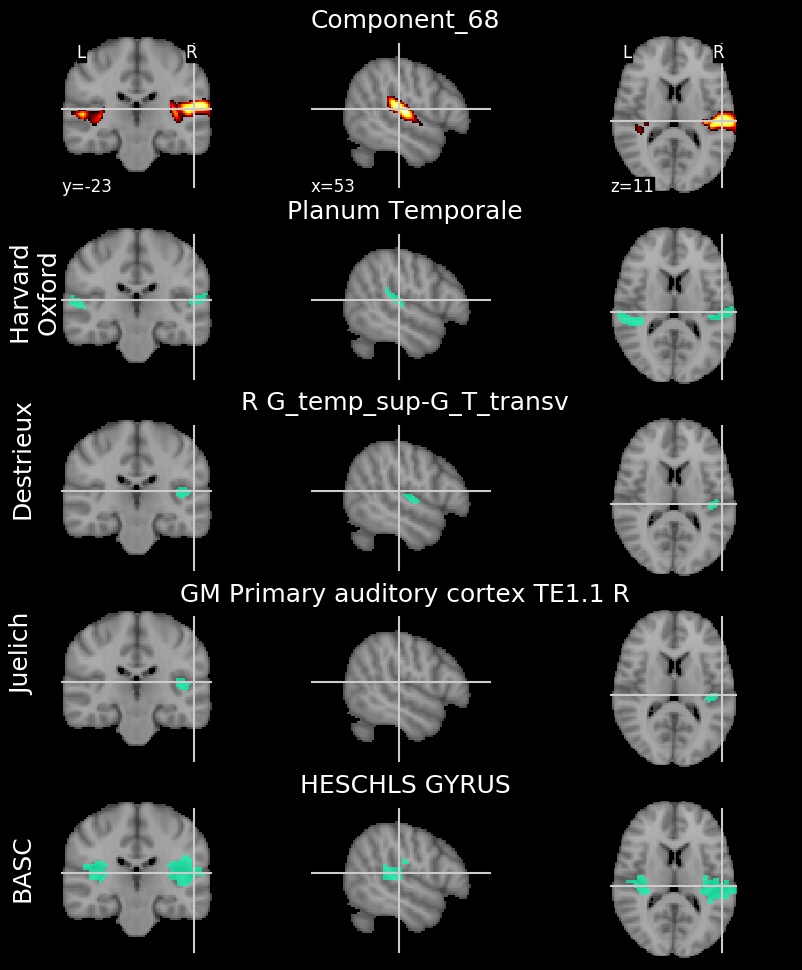 Component_68
L
R
L
R
y=-23
x=53
z=11
Planum Temporale
Harvard
Oxford
R G_temp_sup-G_T_transv
Destrieux
GM Primary auditory cortex TE1.1 R
Juelich
HESCHLS GYRUS
BASC